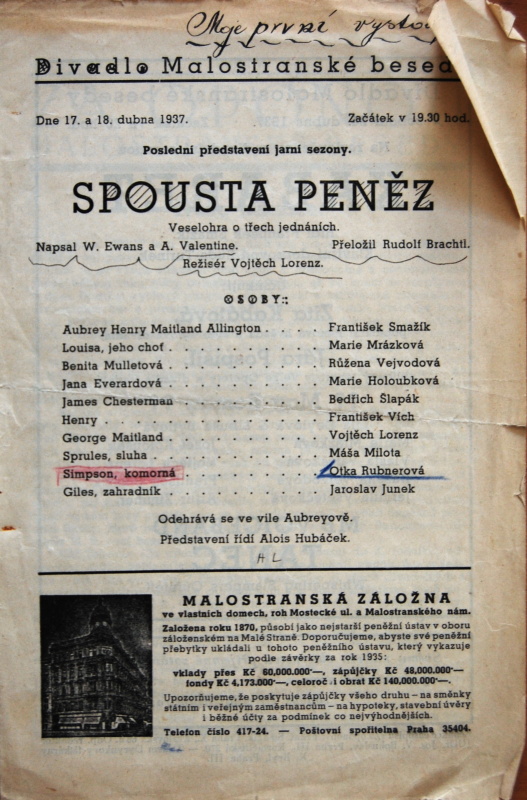 Moje první
Divadlo Malostranské
Dne 17. a 18. dubna 1937. Začátek v 19.30 hod.
Poslední představení jarní sezony.
SPOUSTA PENĚZ
Veselohra o třech jednáních.
Napsal W. Ewans a A. Valentine. Přeložil Rudolf Brachtl.
Režisér Vojtěch Lorenz.
OSOBY:
Aubrey Henry Maitland Allington . . . . František Smažík
Louisa, jeho choť . . . . . . . . . Marie Mrázková
Benita Mulletová . . . . . . . . . Růžena Vejvodová
Jana Everardová . . . . . . . . . Marie Holoubková
James Chesterman . . . . . . . . . Bedřich Šlapák
Henry . . . . . . . . . . . . František Vích
George Maitland . . . . . . . . . Vojtěch Lorenz
Sprules, sluha . . . . . . . . . . Máša Milota
Simpson, komorná . . . . . . . . . Otka Rubnerová
Giles, zahradník . . . . . . . . . Jaroslav Junek
Odehrává se ve vile Aubreyově.
Představení řídí Alois Hubáček.
H L
MALOSTRANSKÁ ZÁLOŽNA
ve vlastních domech, roh Mostecké ul. a Malostranského nám.
Založena roku 1870, působí jako nejstarší peněžní ústav v oboru
záloženském na Malé Straně. Doporučujeme, abyste své peněžní
přebytky ukládali u tohoto peněžního ústavu, který vykazuje
podle závěrky za rok 1935:
vklady přes Kč 60,000.000·—, zápůjčky Kč 48,000.000·—
fondy Kč 4,173.000·—, celoroční obrat Kč 140,000.000·—.
Upozorňujeme, že poskytuje zápůjčky všeho druhu – na směnky
státním i veřejným zaměstnancům – na hypoteky, stavební úvěry
i běžné účty za podmínek co nejvýhodnějších.
Telefon číslo 417-24. — Poštovní spořitelna Praha 35404.